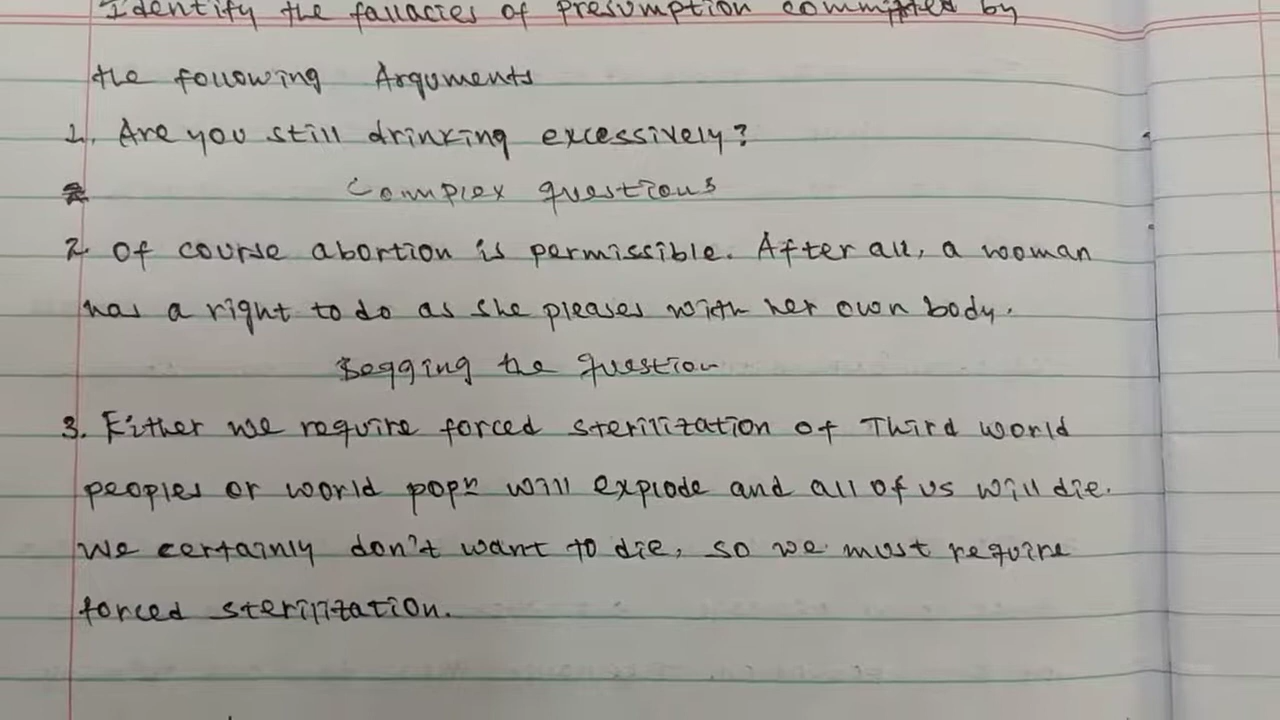 Identify the fallacies of presumption committed by
the following Arguments
1. Are you still drinking excessively?
complex questions
2. Of course abortion is permissible. After all, a woman
has a right to do as she pleases with her own body.
Begging the question
3. Either we require forced sterilization of Third world
peoples or world popn will explode and all of us will die.
We certainly don't want to die, so we must require
forced sterilization.